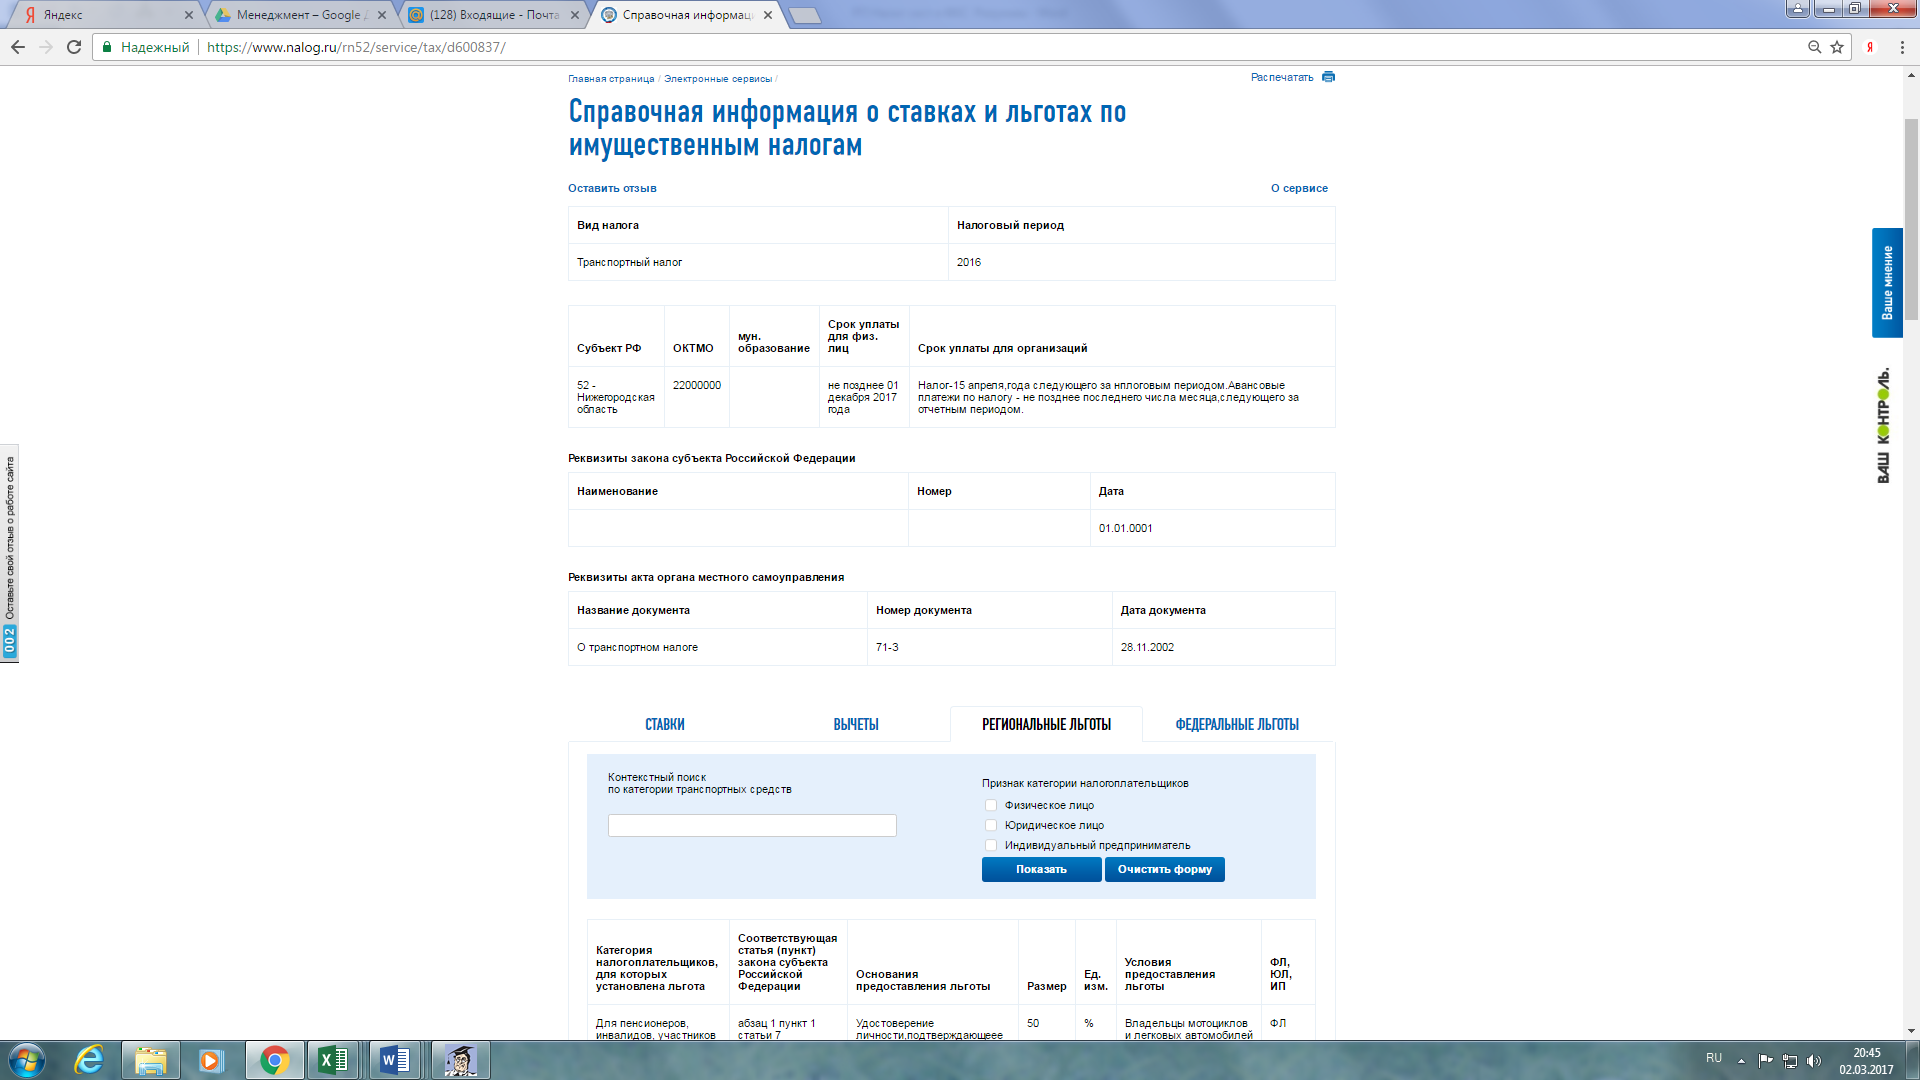 Яндекс
Менеджмент – Google Д
(128) Входящие - Почта
Справочная информаци
Надежный
https://www.nalog.ru/rn52/service/tax/d600837/
Главная страница / Электронные сервисы /
Распечатать
Справочная информация о ставках и льготах по
имущественным налогам
Оставить отзыв
О сервисе
Вид налога
Налоговый период
Транспортный налог
2016
Субъект РФ
ОКТМО
мун.
образование
Срок уплаты
для физ.
лиц
Срок уплаты для организаций
52 -
Нижегородская
область
22000000
не позднее 01
декабря 2017
года
Налог-15 апреля,года следующего за нплоговым периодом.Авансовые
платежи по налогу - не позднее последнего числа месяца,следующего за
отчетным периодом.
Реквизиты закона субъекта Российской Федерации
Наименование
Номер
Дата
01.01.0001
Реквизиты акта органа местного самоуправления
Название документа
Номер документа
Дата документа
О транспортном налоге
71-З
28.11.2002
СТАВКИ
ВЫЧЕТЫ
РЕГИОНАЛЬНЫЕ ЛЬГОТЫ
ФЕДЕРАЛЬНЫЕ ЛЬГОТЫ
Контекстный поиск
по категории транспортных средств
Признак категории налогоплательщиков
Физическое лицо
Юридическое лицо
Индивидуальный предприниматель
Показать
Очистить форму
Категория
налогоплательщиков,
для которых
установлена льгота
Соответствующая
статья (пункт)
закона субъекта
Российской
Федерации
Основания
предоставления льготы
Размер
Ед.
изм.
Условия
предоставления
льготы
ФЛ,
ЮЛ,
ИП
Для пенсионеров,
инвалидов, участников
абзац 1 пункт 1
статьи 7
Удостоверение
личности,подтверждающеее
50
%
Владельцы мотоциклов
и легковых автомобилей
ФЛ
Ваше мнение
ВАШ КОНТРОЛЬ.
Оставьте свой отзыв о работе сайта
002
RU
20:45
02.03.2017